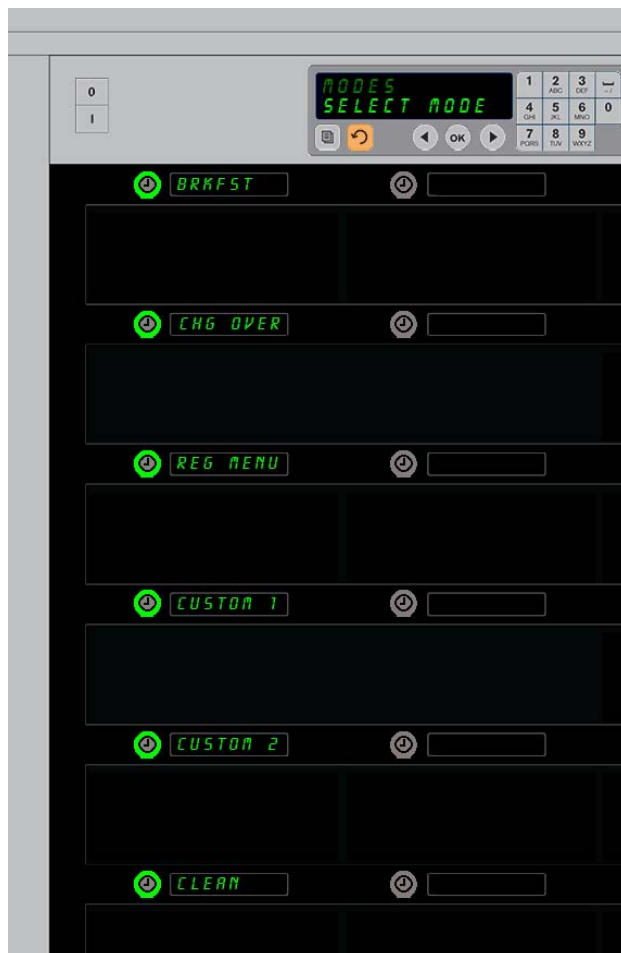 0
I
MODES
SELECT MODE
OK
1
2 ABC
3 DEF
- /
4 GHI
5 JKL
6 MNO
0
7 PQRS
8 TUV
9 WXYZ
BRKFST
CHG OVER
REG MENU
CUSTOM 1
CUSTOM 2
CLEAN